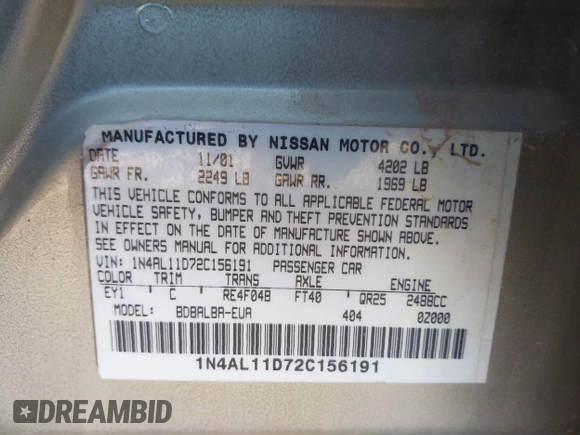 MANUFACTURED BY NISSAN MOTOR CO., LTD.
DATE 11/01 GVWR 4202 LB
GAWR FR. 2249 LB GAWR RR. 1969 LB
THIS VEHICLE CONFORMS TO ALL APPLICABLE FEDERAL MOTOR
VEHICLE SAFETY, BUMPER AND THEFT PREVENTION STANDARDS
IN EFFECT ON THE DATE OF MANUFACTURE SHOWN ABOVE.
SEE OWNERS MANUAL FOR ADDITIONAL INFORMATION.
VIN: 1N4AL11D72C156191 PASSENGER CAR
COLOR TRIM TRANS AXLE ENGINE
EY1 C RE4F04B FT40 QR25 2488CC
MODEL: BDBALBA-EUA 404 0Z000
1N4AL11D72C156191
DREAMBID